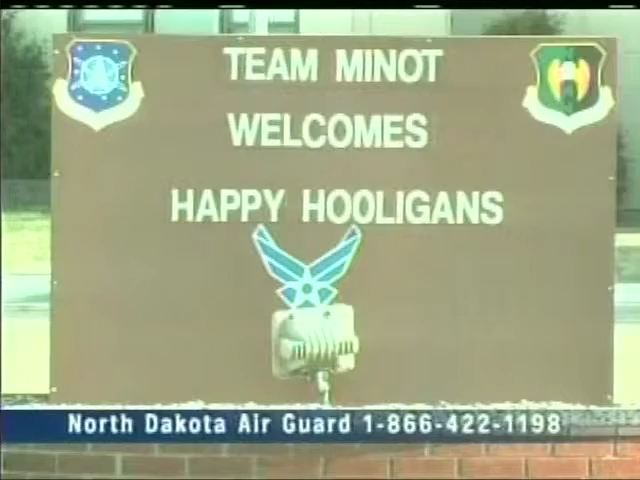 TEAM MINOT
WELCOMES
HAPPY HOOLIGANS
North Dakota Air Guard 1-866-422-1198